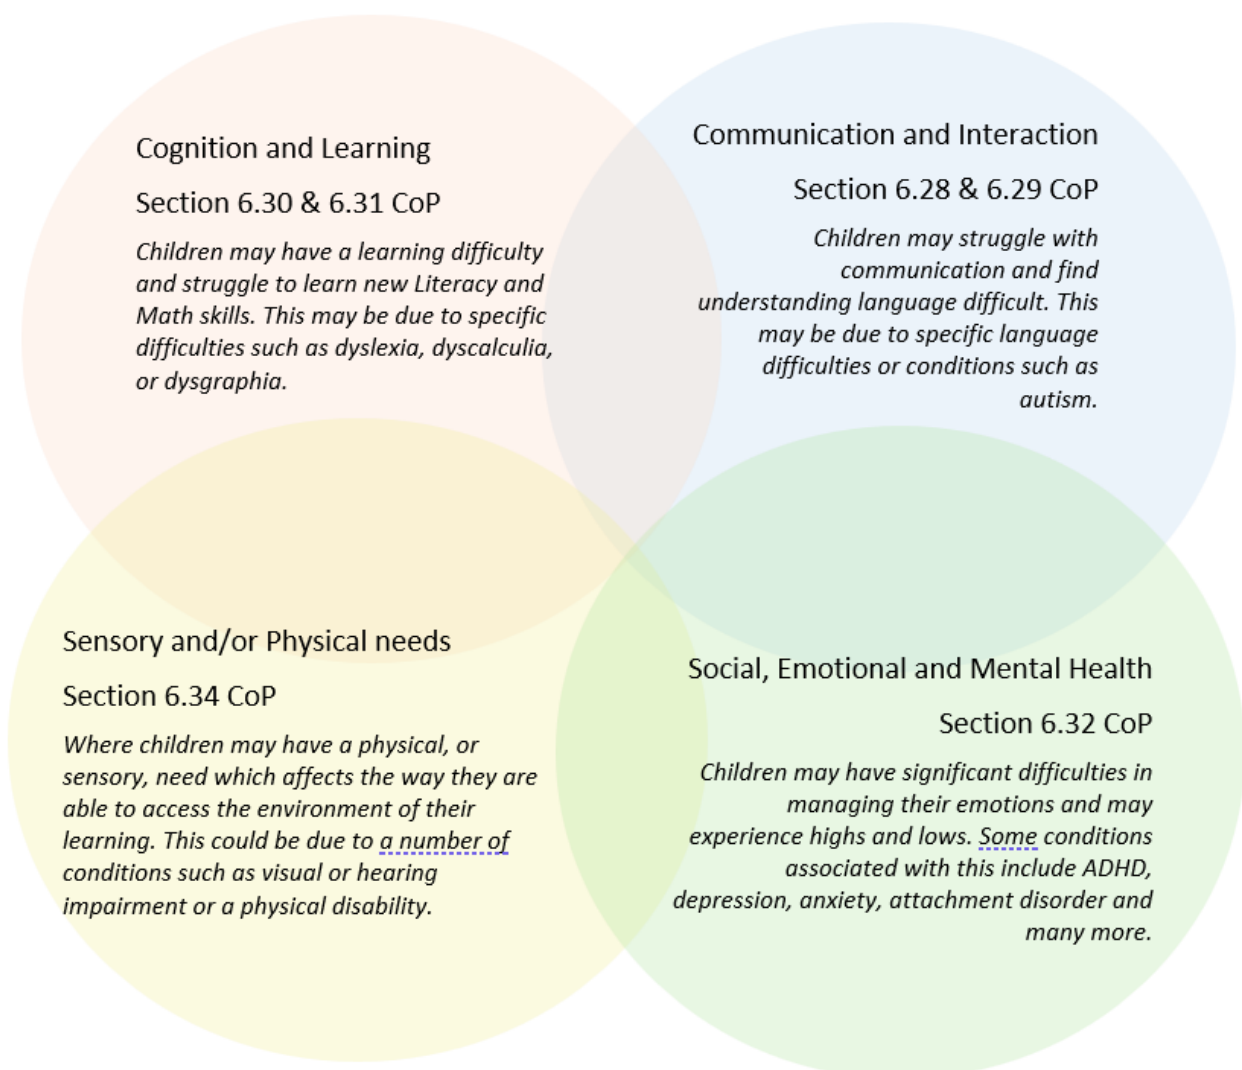 Cognition and Learning
Section 6.30 & 6.31 CoP
Children may have a learning difficulty
and struggle to learn new Literacy and
Math skills. This may be due to specific
difficulties such as dyslexia, dyscalculia,
or dysgraphia.
Communication and Interaction
Section 6.28 & 6.29 CoP
Children may struggle with
communication and find
understanding language difficult. This
may be due to specific language
difficulties or conditions such as
autism.
Sensory and/or Physical needs
Section 6.34 CoP
Where children may have a physical, or
sensory, need which affects the way they are
able to access the environment of their
learning. This could be due to a number of
conditions such as visual or hearing
impairment or a physical disability.
Social, Emotional and Mental Health
Section 6.32 CoP
Children may have significant difficulties in
managing their emotions and may
experience highs and lows. Some conditions
associated with this include ADHD,
depression, anxiety, attachment disorder and
many more.